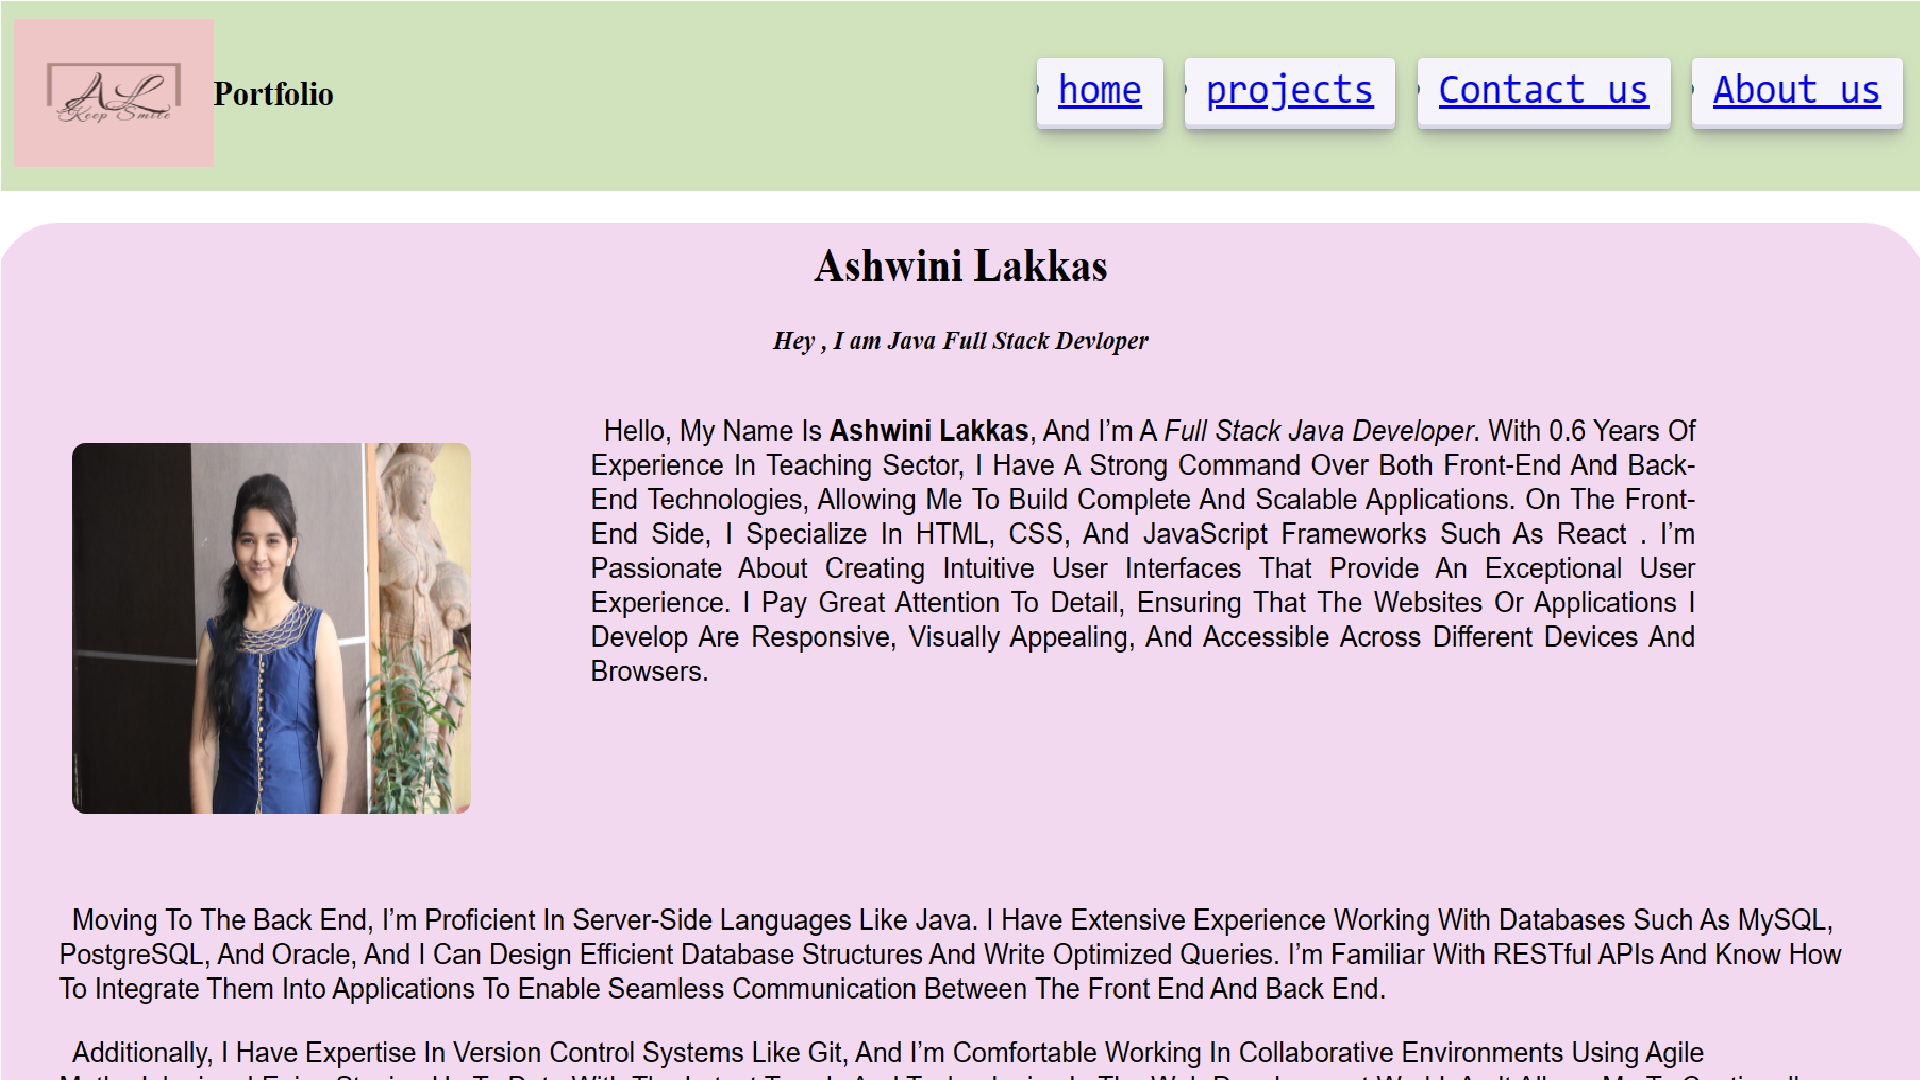 AL
Keep Smile
Portfolio
home
projects
Contact us
About us
Ashwini Lakkas
Hey , I am Java Full Stack Devloper
Hello, My Name Is Ashwini Lakkas, And I’m A Full Stack Java Developer. With 0.6 Years Of
Experience In Teaching Sector, I Have A Strong Command Over Both Front-End And Back-
End Technologies, Allowing Me To Build Complete And Scalable Applications. On The Front-
End Side, I Specialize In HTML, CSS, And JavaScript Frameworks Such As React . I’m
Passionate About Creating Intuitive User Interfaces That Provide An Exceptional User
Experience. I Pay Great Attention To Detail, Ensuring That The Websites Or Applications I
Develop Are Responsive, Visually Appealing, And Accessible Across Different Devices And
Browsers.
Moving To The Back End, I’m Proficient In Server-Side Languages Like Java. I Have Extensive Experience Working With Databases Such As MySQL,
PostgreSQL, And Oracle, And I Can Design Efficient Database Structures And Write Optimized Queries. I’m Familiar With RESTful APIs And Know How
To Integrate Them Into Applications To Enable Seamless Communication Between The Front End And Back End.
Additionally, I Have Expertise In Version Control Systems Like Git, And I’m Comfortable Working In Collaborative Environments Using Agile